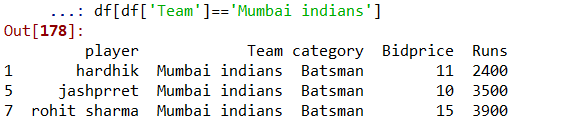 ...: df[df['Team']=='Mumbai indians']
Out[178]:
player Team category Bidprice Runs
1 hardhik Mumbai indians Batsman 11 2400
5 jashprret Mumbai indians Batsman 10 3500
7 rohit sharma Mumbai indians Batsman 15 3900